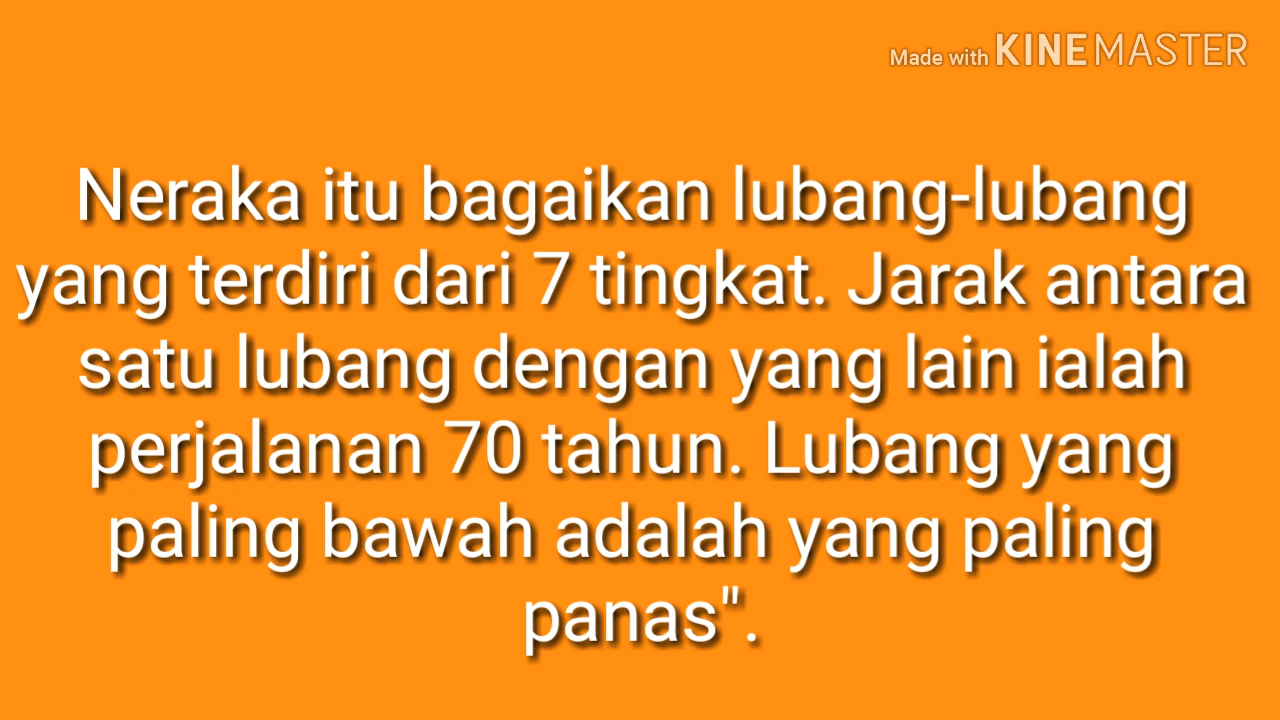 Made with KINEMASTER
Neraka itu bagaikan lubang-lubang
yang terdiri dari 7 tingkat. Jarak antara
satu lubang dengan yang lain ialah
perjalanan 70 tahun. Lubang yang
paling bawah adalah yang paling
panas".